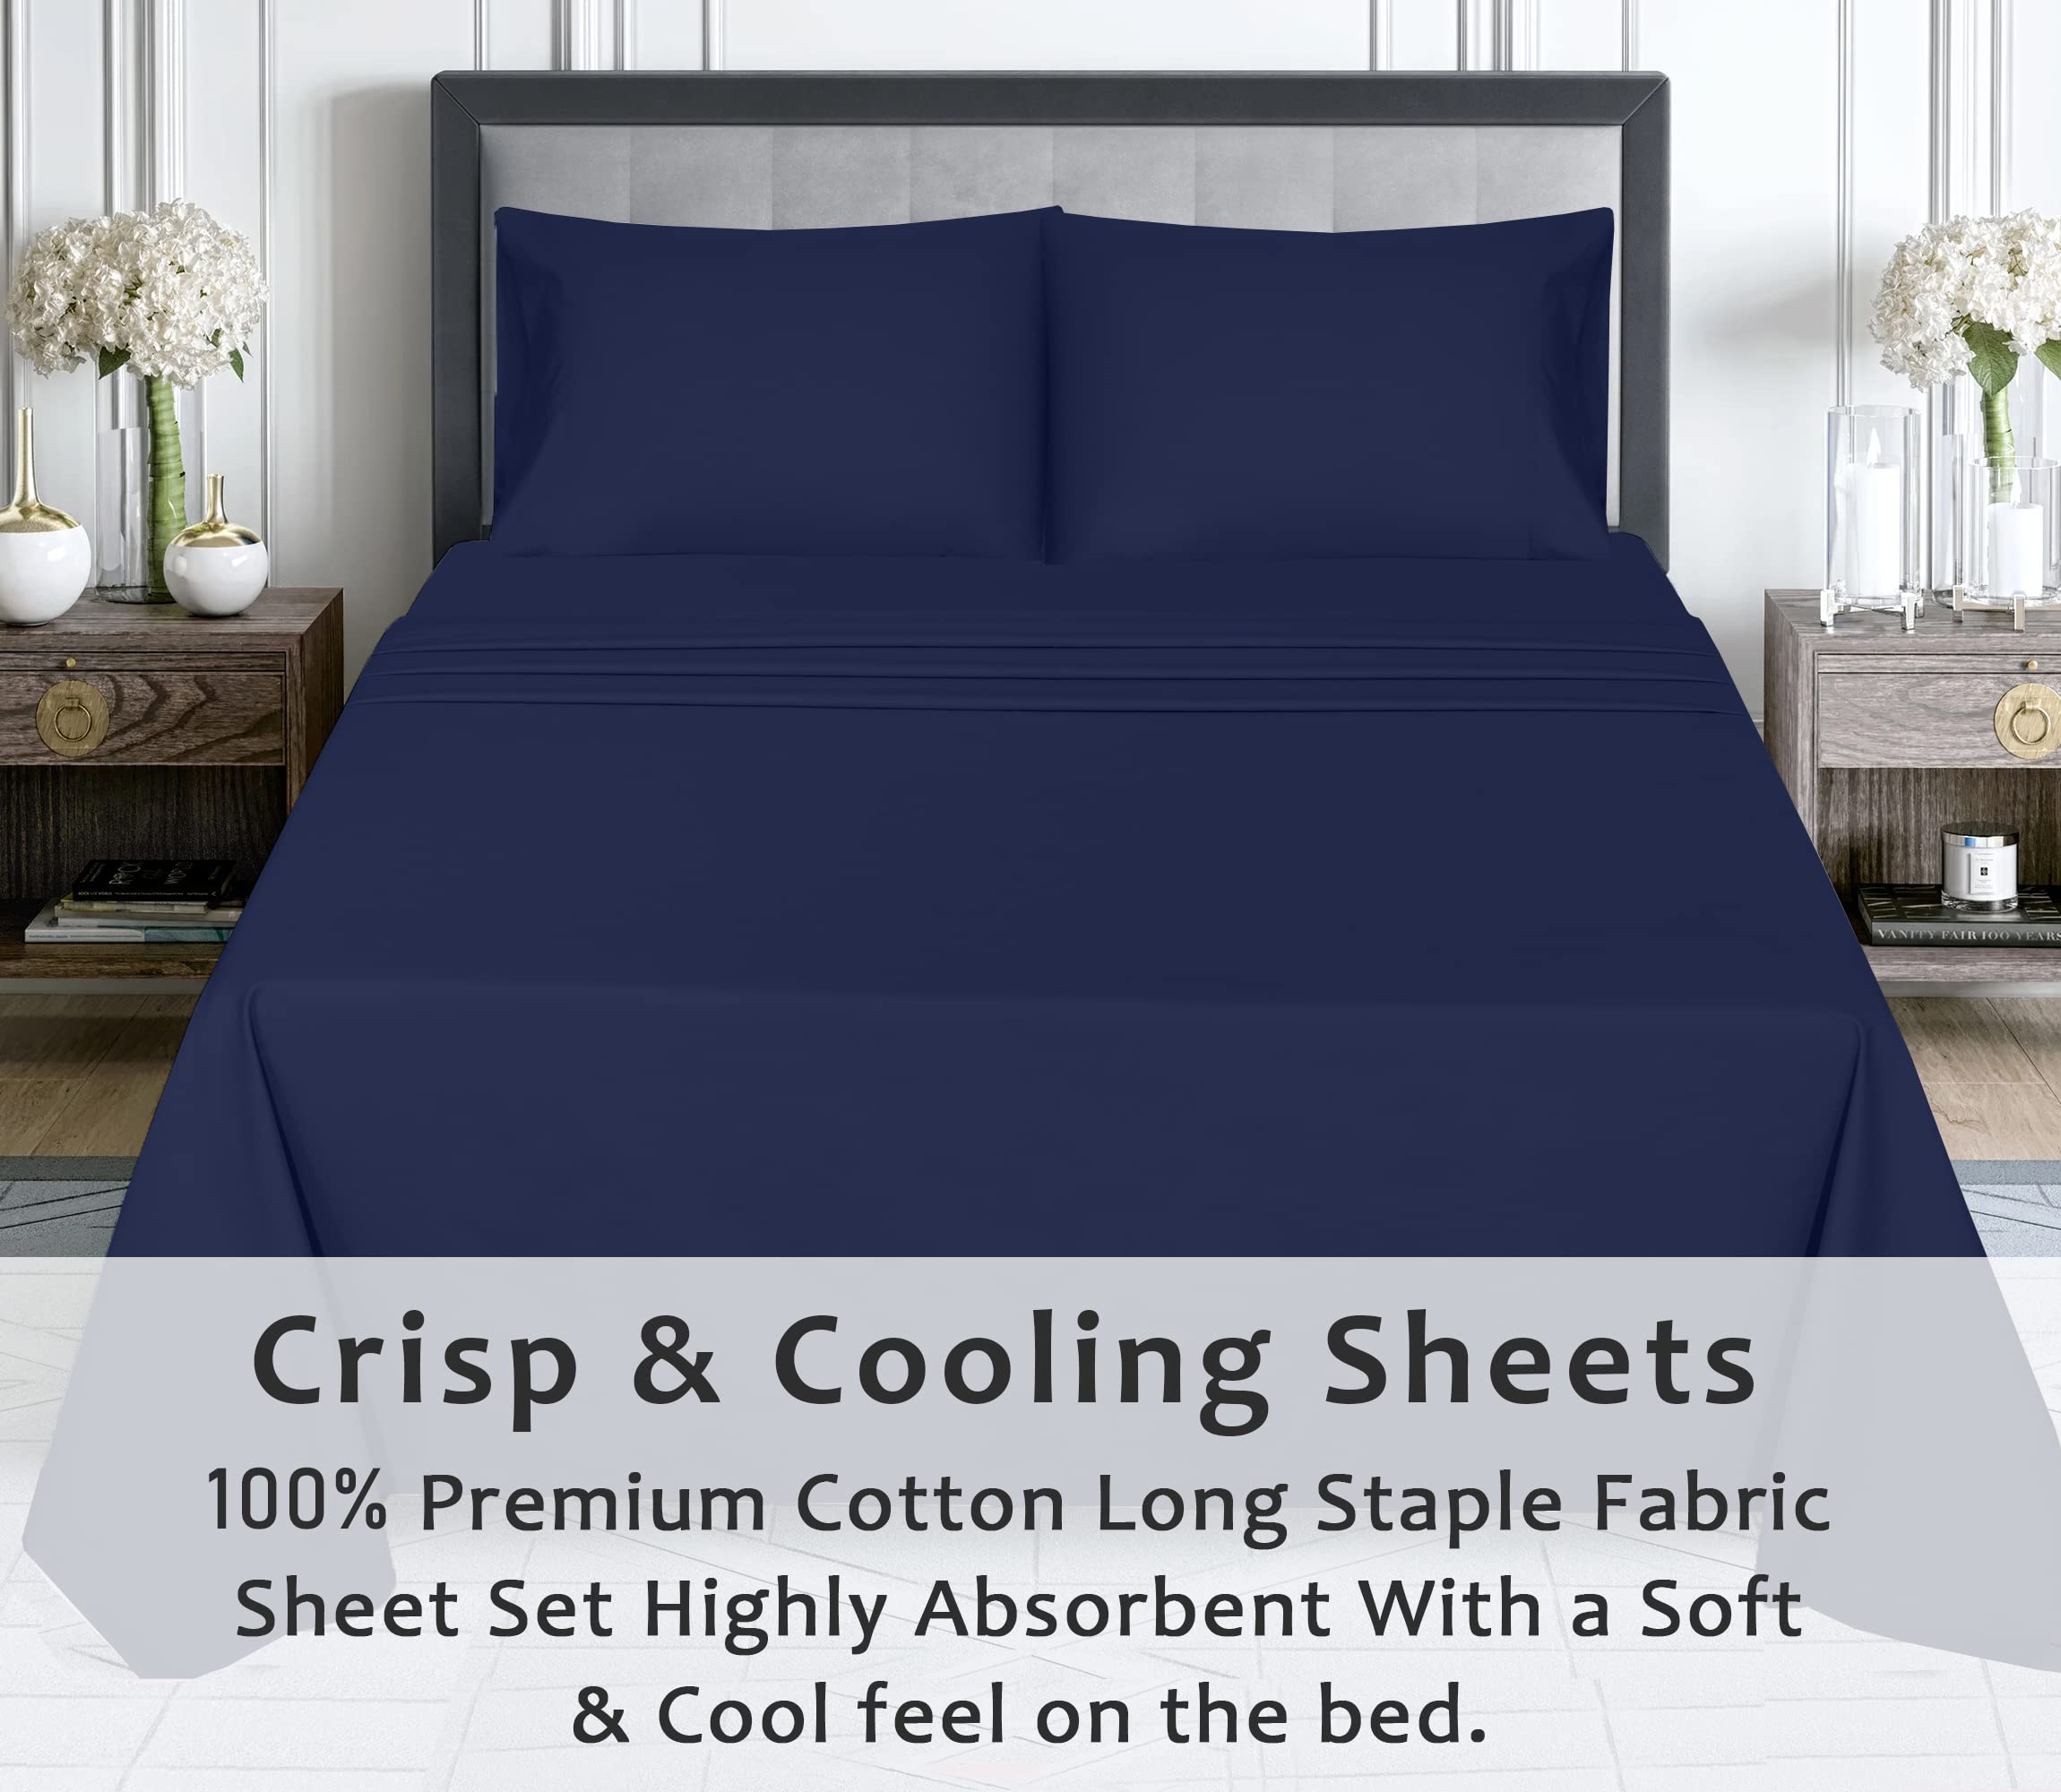 VANITY FAIR 100 YEARS
Crisp & Cooling Sheets
100% Premium Cotton Long Staple Fabric
Sheet Set Highly Absorbent With a Soft
& Cool feel on the bed.